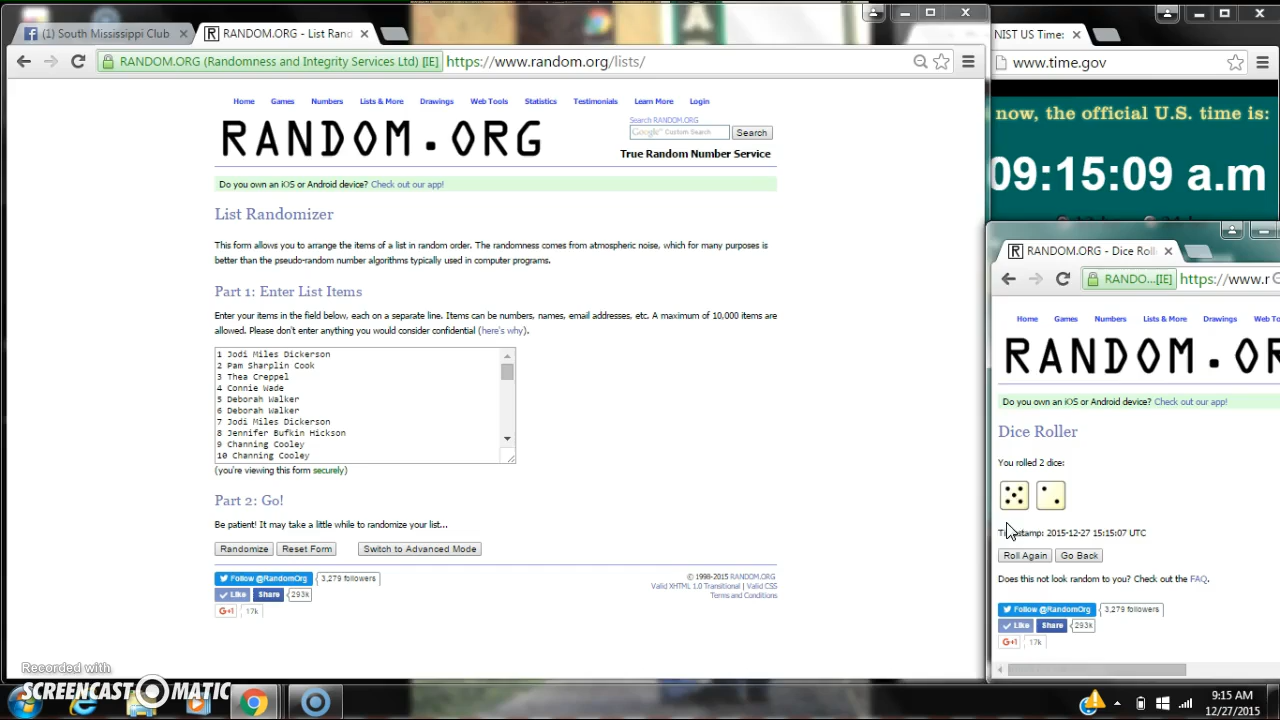 (1) South Mississippi Club
RANDOM.ORG - List Rand
RANDOM.ORG (Randomness and Integrity Services Ltd) [IE]
https://www.random.org/lists/
Home Games Numbers Lists & More Drawings Web Tools Statistics Testimonials Learn More Login
RANDOM.ORG
Search RANDOM.ORG
Google™ Custom Search
Search
True Random Number Service
Do you own an iOS or Android device? Check out our app!
List Randomizer
This form allows you to arrange the items of a list in random order. The randomness comes from atmospheric noise, which for many purposes is
better than the pseudo-random number algorithms typically used in computer programs.
Part 1: Enter List Items
Enter your items in the field below, each on a separate line. Items can be numbers, names, email addresses, etc. A maximum of 10,000 items are
allowed. Please don't enter anything you would consider confidential (here's why).
1 Jodi Miles Dickerson
2 Pam Sharplin Cook
3 Thea Creppel
4 Connie Wade
5 Deborah Walker
6 Deborah Walker
7 Jodi Miles Dickerson
8 Jennifer Bufkin Hickson
9 Channing Cooley
10 Channing Cooley
(you're viewing this form securely)
Part 2: Go!
Be patient! It may take a little while to randomize your list...
Randomize Reset Form Switch to Advanced Mode
Follow @RandomOrg 3,279 followers
Like Share 293k
G+1 17k
© 1998-2015 RANDOM.ORG
Valid XHTML 1.0 Transitional | Valid CSS
Terms and Conditions
NIST US Time:
www.time.gov
now, the official U.S. time is:
09:15:09 a.m
RANDOM.ORG - Dice Roll
RANDO...[IE]
https://www.r
Home Games Numbers Lists & More Drawings Web To
RANDOM.OR
Do you own an iOS or Android device? Check out our app!
Dice Roller
You rolled 2 dice:
Timestamp: 2015-12-27 15:15:07 UTC
Roll Again Go Back
Does this not look random to you? Check out the FAQ.
Follow @RandomOrg 3,279 followers
Like Share 293k
G+1 17k
Recorded with
SCREENCAST-O-MATIC
9:15 AM
12/27/2015